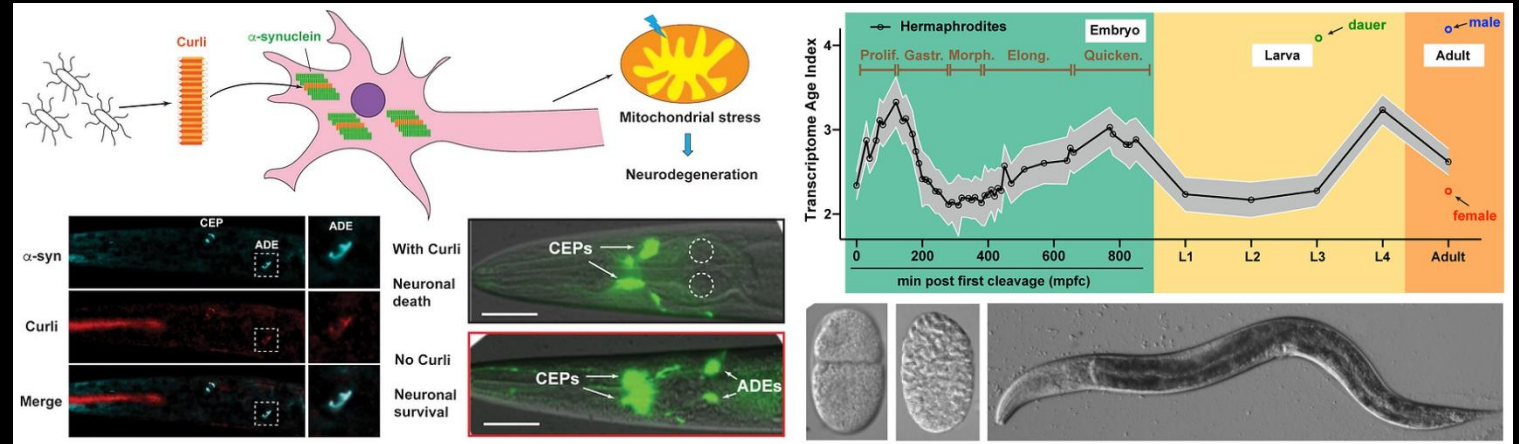 Curli
α-synuclein
Mitochondrial stress
Neurodegeneration
CEP
ADE
ADE
α-syn
Curli
Merge
With Curli
Neuronal
death
No Curli
Neuronal
survival
CEPs
CEPs
ADEs
Transcriptome Age Index
4
3
2
Hermaphrodites
Embryo
Prolif. Gastr. Morph. Elong. Quicken.
dauer
male
Larva
Adult
female
0 200 400 600 800 L1 L2 L3 L4 Adult
min post first cleavage (mpfc)